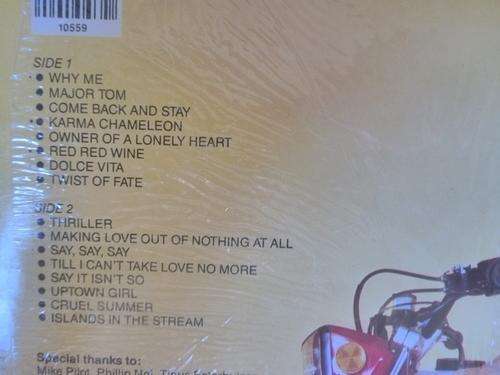 10559
SIDE 1
• WHY ME
• MAJOR TOM
• COME BACK AND STAY
• KARMA CHAMELEON
• OWNER OF A LONELY HEART
• RED RED WINE
• DOLCE VITA
• TWIST OF FATE
SIDE 2
• THRILLER
• MAKING LOVE OUT OF NOTHING AT ALL
• SAY, SAY, SAY
• TILL I CAN'T TAKE LOVE NO MORE
• SAY IT ISN'T SO
• UPTOWN GIRL
• CRUEL SUMMER
• ISLANDS IN THE STREAM
Special thanks to:
Mike Plint, Phillip